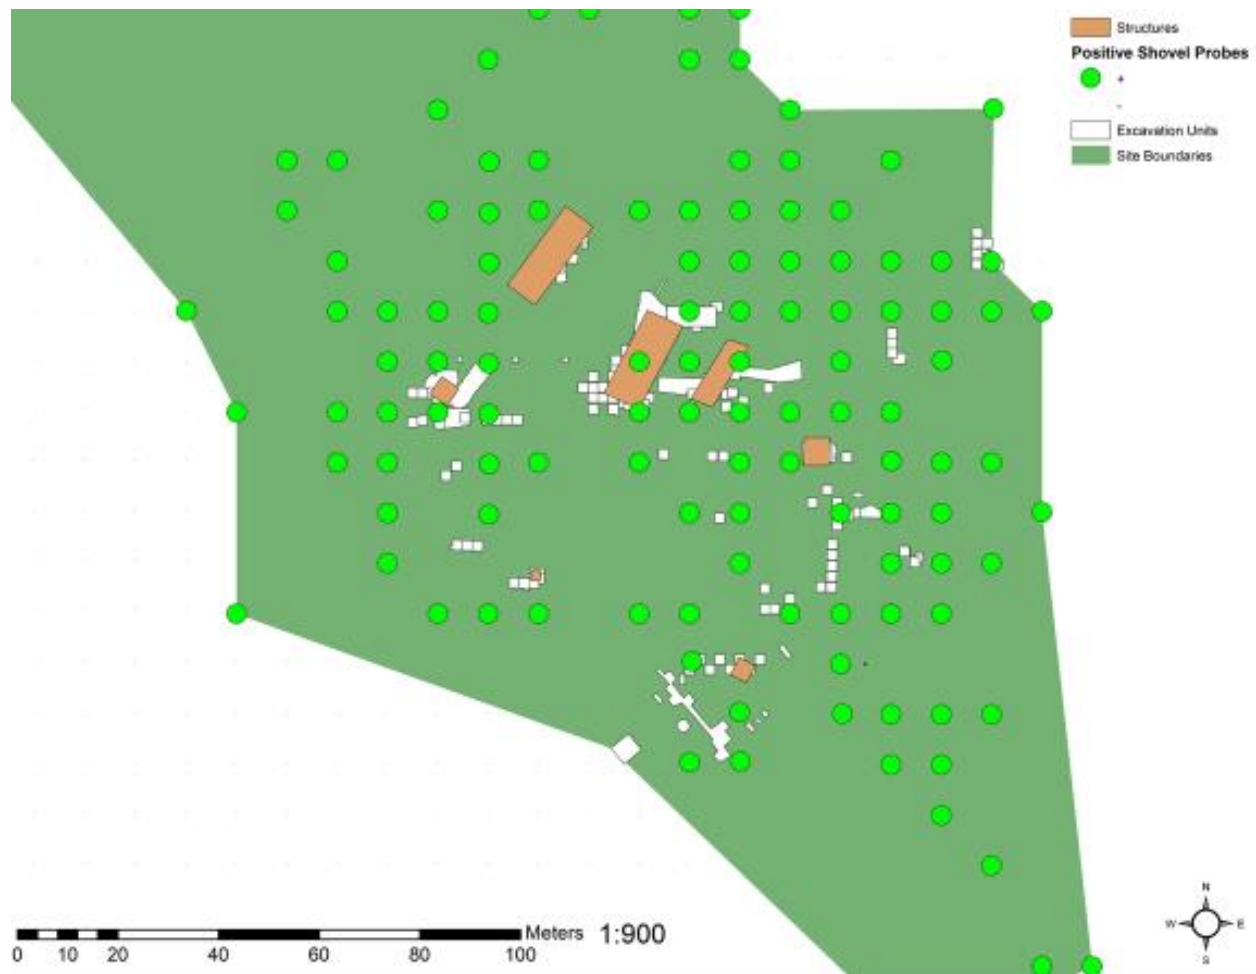 Structures
Positive Shovel Probes
+
-
Excavation Units
Site Boundaries
Meters 1:900
0 10 20 40 60 80 100
N
W E
S